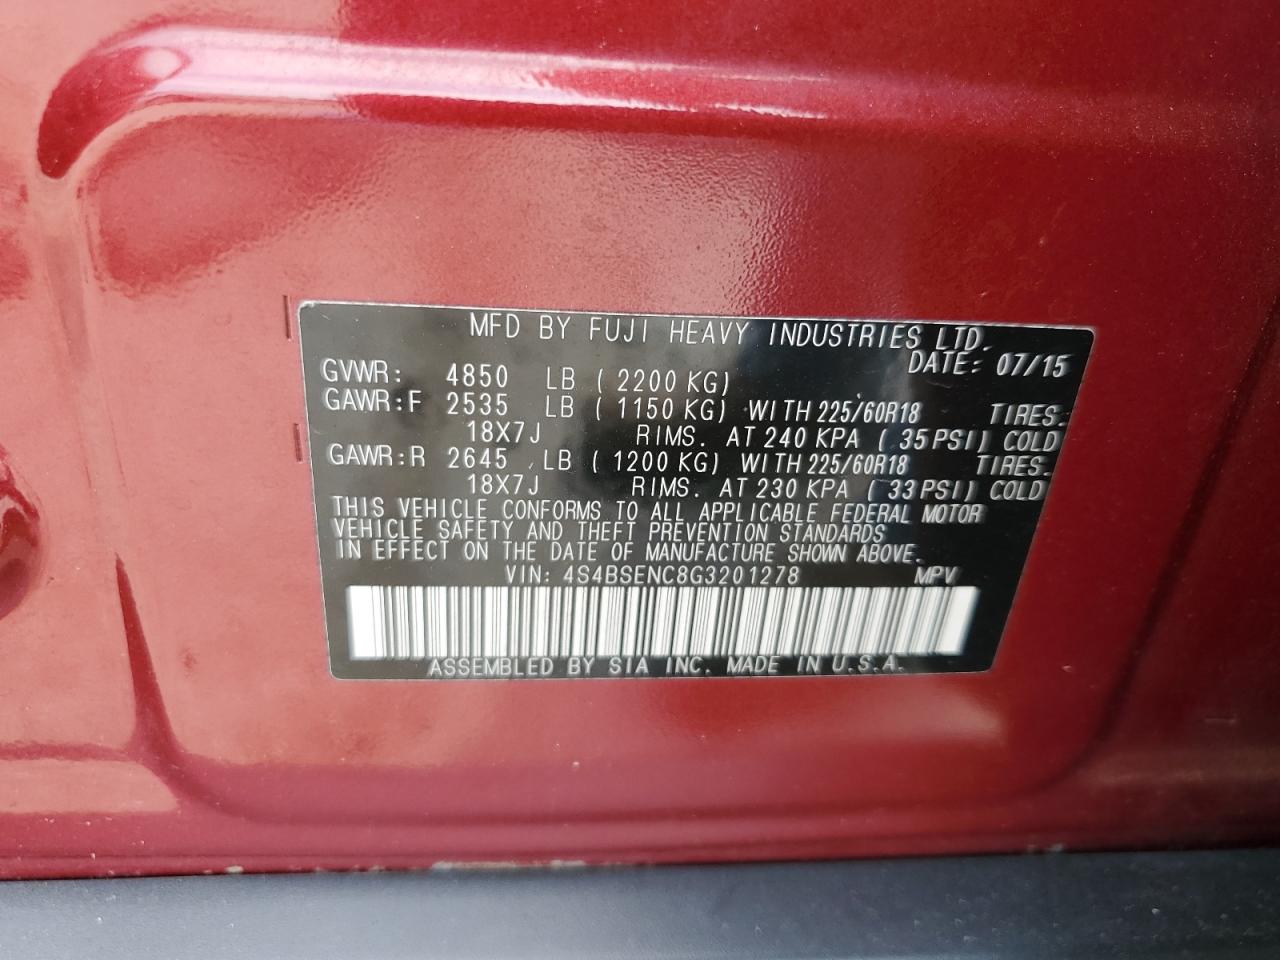 MFD BY FUJI HEAVY INDUSTRIES LTD.
DATE: 07/15
GVWR: 4850 LB ( 2200 KG)
GAWR:F 2535 LB ( 1150 KG) WITH 225/60R18 TIRES.
18X7J RIMS. AT 240 KPA ( 35 PSI) COLD
GAWR:R 2645 LB ( 1200 KG) WITH 225/60R18 TIRES.
18X7J RIMS. AT 230 KPA ( 33 PSI) COLD
THIS VEHICLE CONFORMS TO ALL APPLICABLE FEDERAL MOTOR
VEHICLE SAFETY AND THEFT PREVENTION STANDARDS
IN EFFECT ON THE DATE OF MANUFACTURE SHOWN ABOVE.
VIN: 4S4BSENC8G3201278 MPV
ASSEMBLED BY SIA INC. MADE IN U.S.A.